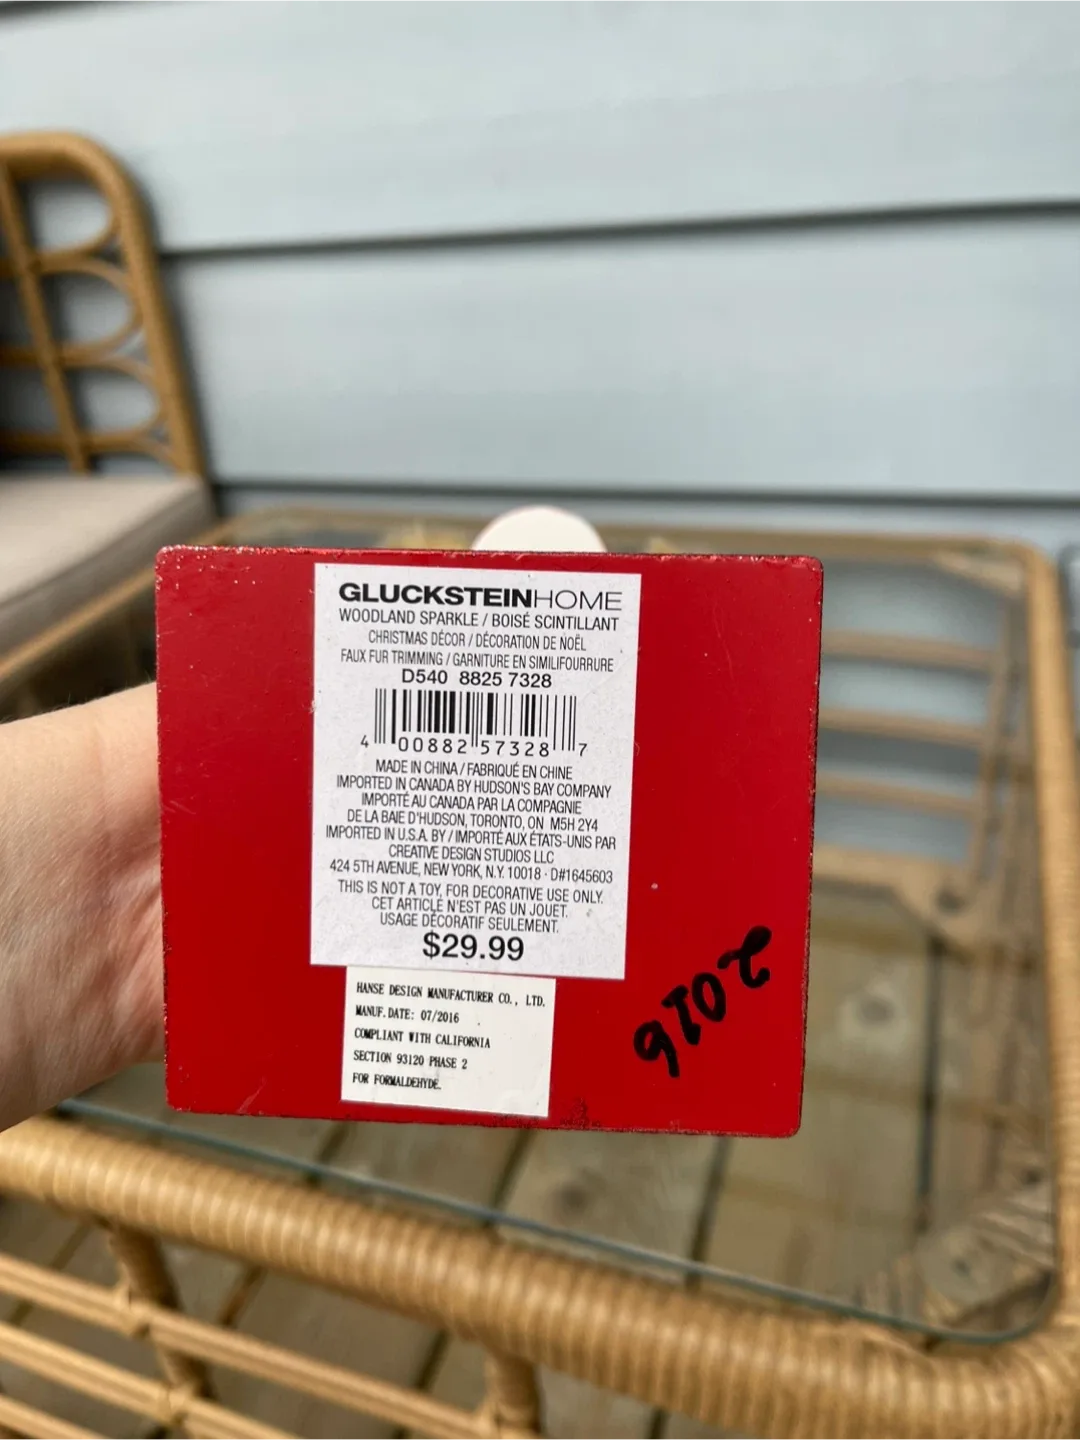 GLUCKSTEINHOME
WOODLAND SPARKLE / BOISÉ SCINTILLANT
CHRISTMAS DÉCOR / DÉCORATION DE NOËL
FAUX FUR TRIMMING / GARNITURE EN SIMILIFOURRURE
D540 8825 7328
4 00882 57328 7
MADE IN CHINA / FABRIQUÉ EN CHINE
IMPORTED IN CANADA BY HUDSON'S BAY COMPANY
IMPORTÉ AU CANADA PAR LA COMPAGNIE
DE LA BAIE D'HUDSON, TORONTO, ON M5H 2Y4
IMPORTED IN U.S.A. BY / IMPORTÉ AUX ÉTATS-UNIS PAR
CREATIVE DESIGN STUDIOS LLC
424 5TH AVENUE, NEW YORK, N.Y. 10018 · D#1645603
THIS IS NOT A TOY, FOR DECORATIVE USE ONLY.
CET ARTICLE N'EST PAS UN JOUET.
USAGE DÉCORATIF SEULEMENT.
$29.99
HANSE DESIGN MANUFACTURER CO., LTD.
MANUF. DATE: 07/2016
COMPLIANT WITH CALIFORNIA
SECTION 93120 PHASE 2
FOR FORMALDEHYDE.
2016